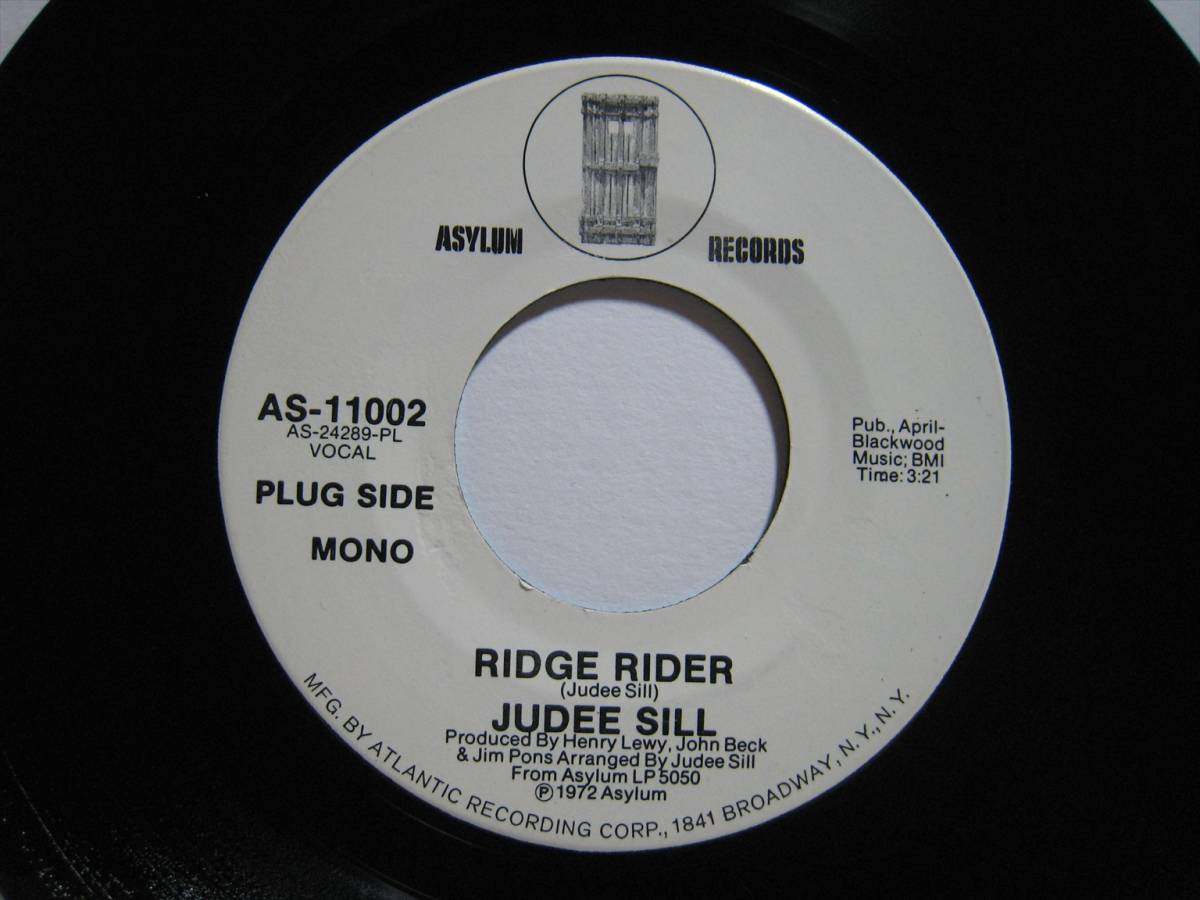 ASYLUM RECORDS
AS-11002
AS-24289-PL
VOCAL
PLUG SIDE
MONO
Pub., April-
Blackwood
Music; BMI
Time: 3:21
RIDGE RIDER
(Judee Sill)
JUDEE SILL
Produced By Henry Lewy, John Beck
& Jim Pons Arranged By Judee Sill
From Asylum LP 5050
Ⓟ 1972 Asylum
MFG. BY ATLANTIC RECORDING CORP., 1841 BROADWAY, N.Y., N.Y.